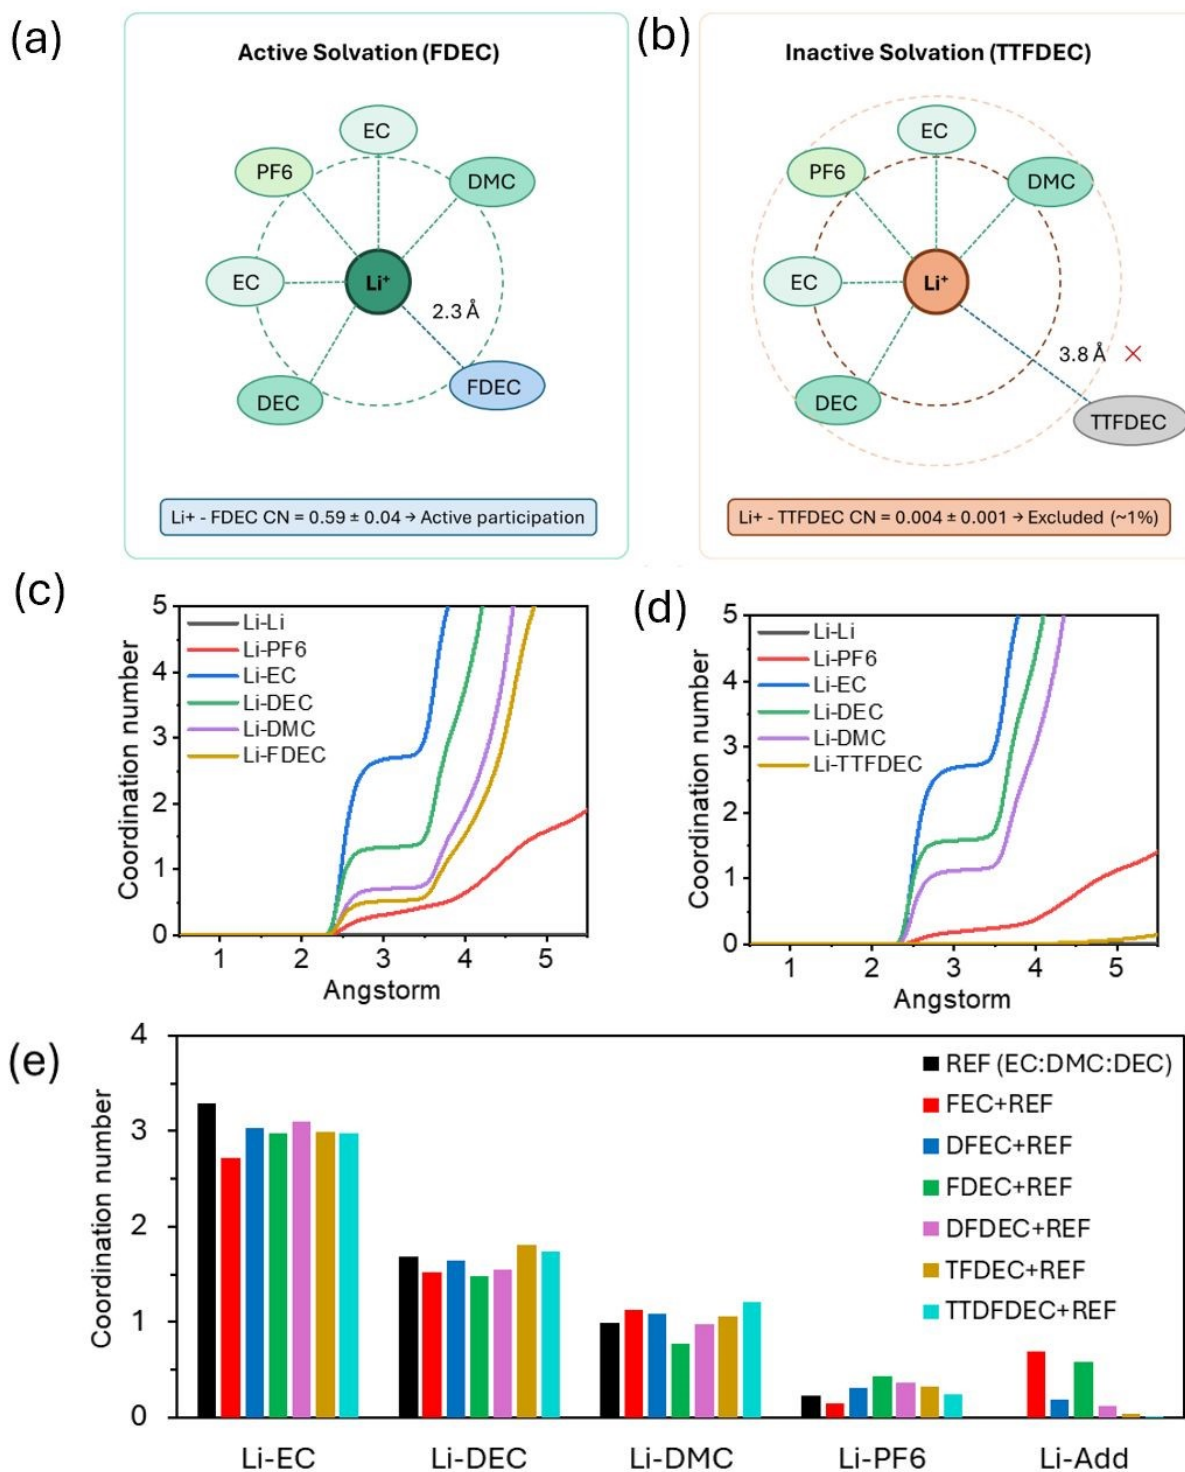 (a)
Active Solvation (FDEC)
EC
PF6
DMC
EC
Li⁺
2.3 Å
FDEC
DEC
Li+ - FDEC CN = 0.59 ± 0.04 → Active participation
(b)
Inactive Solvation (TTFDEC)
EC
PF6
DMC
EC
Li⁺
3.8 Å
DEC
TTFDEC
Li+ - TTFDEC CN = 0.004 ± 0.001 → Excluded (~1%)
(c)
Coordination number
5
4
3
2
1
0
Li-Li
Li-PF6
Li-EC
Li-DEC
Li-DMC
Li-FDEC
1 2 3 4 5
Angstorm
(d)
Coordination number
5
4
3
2
1
0
Li-Li
Li-PF6
Li-EC
Li-DEC
Li-DMC
Li-TTFDEC
1 2 3 4 5
Angstorm
(e)
Coordination number
4
3
2
1
0
REF (EC:DMC:DEC)
FEC+REF
DFEC+REF
FDEC+REF
DFDEC+REF
TFDEC+REF
TTDFDEC+REF
Li-EC Li-DEC Li-DMC Li-PF6 Li-Add